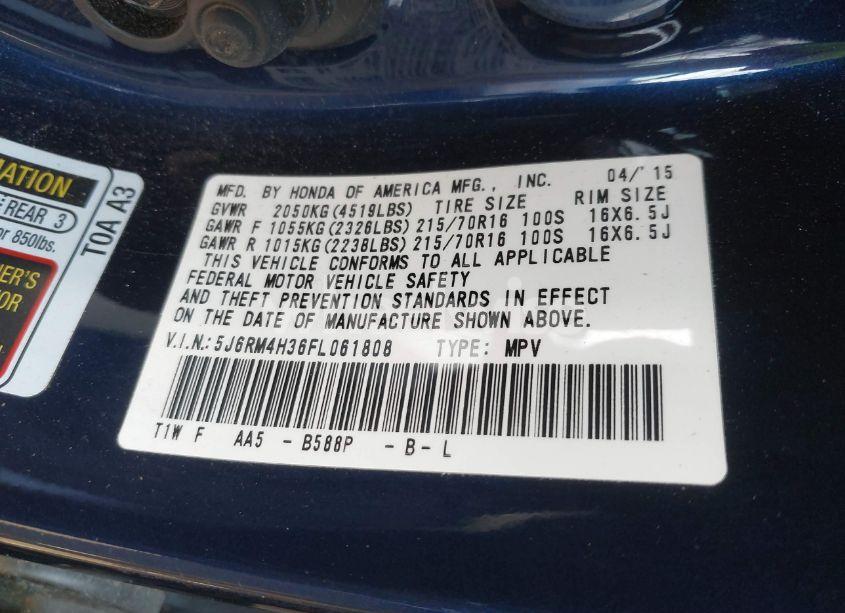 MATION
REAR 3
or 850lbs.
TOA A3
ER'S
MFD. BY HONDA OF AMERICA MFG., INC. 04/'15
GVWR 2050KG(4519LBS) TIRE SIZE RIM SIZE
GAWR F 1055KG(2326LBS) 215/70R16 100S 16X6.5J
GAWR R 1015KG(2238LBS) 215/70R16 100S 16X6.5J
THIS VEHICLE CONFORMS TO ALL APPLICABLE
FEDERAL MOTOR VEHICLE SAFETY
AND THEFT PREVENTION STANDARDS IN EFFECT
ON THE DATE OF MANUFACTURE SHOWN ABOVE.
V.I.N.: 5J6RM4H36FL061808 TYPE: MPV
T1W F AA5 - B588P - B - L